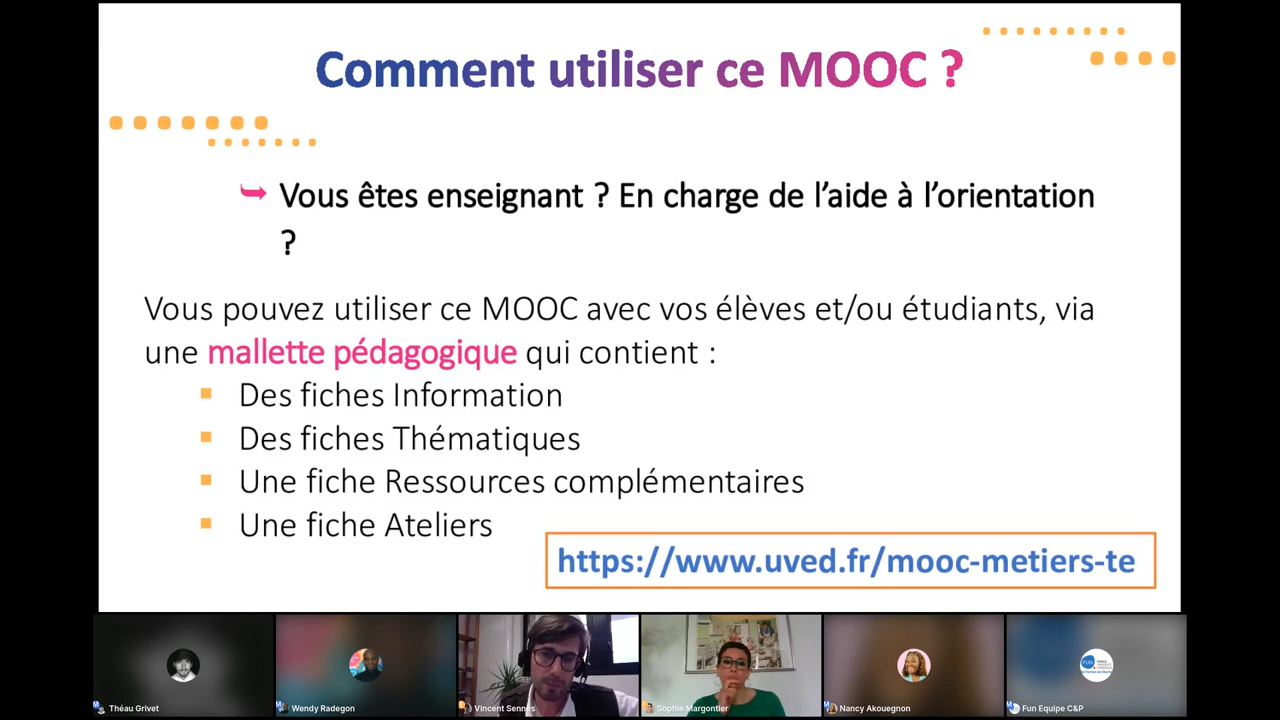 Comment utiliser ce MOOC ?
Vous êtes enseignant ? En charge de l’aide à l’orientation
?
Vous pouvez utiliser ce MOOC avec vos élèves et/ou étudiants, via
une mallette pédagogique qui contient :
Des fiches Information
Des fiches Thématiques
Une fiche Ressources complémentaires
Une fiche Ateliers
https://www.uved.fr/mooc-metiers-te
Théau Grivet
Wendy Radegon
Vincent Sennes
Sophie Margontier
Nancy Akouegnon
FUN
Fun Equipe C&P